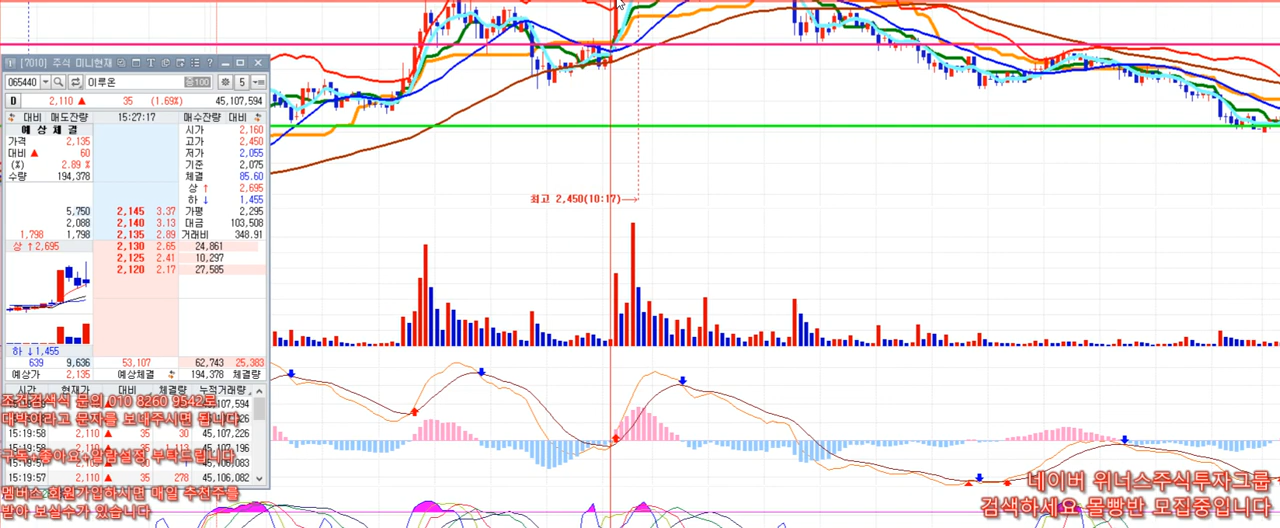 [7010] 주식 미니현재
065440 이루온 증100 5
D 2,110 ▲ 35 (1.69%) 45,107,594
대비 매도잔량 15:27:17 매수잔량 대비
예 상 체 결 시가 2,160
가격 2,135 고가 2,450
대비 ▲ 60 저가 2,055
(%) 2.89 % 기준 2,075
수량 194,378 체결 85.60
상 ↑ 2,695
하 ↓ 1,455
5,750 2,145 3.37 가평 2,295
2,088 2,140 3.13 대금 103,508
1,798 1,798 2,135 2.89 거래비 348.91
상 ↑2,695 2,130 2.65 24,861
2,125 2.41 10,297
2,120 2.17 27,585
하 ↓1,455
639 9,636 53,107 62,743 25,383
예상가 2,135 예상체결 194,378 체결량
시간 현재가 대비 체결량 누적거래량
조건검색식 문의 010 8260 9542로
대박이라고 문자를 보내주시면 됩니다
15:19:58 2,110 ▲ 35 30 45,107,226
구독+좋아요+알람설정 부탁드립니다
15:19:57 2,110 ▲ 35 278
멤버쇼 회원가입하시면 매일 추천주를
받아 보실수가 있습니다
최고 2,450(10:17)→
네이버 위너스주식투자그룹
검색하세요 몰빵반 모집중입니다